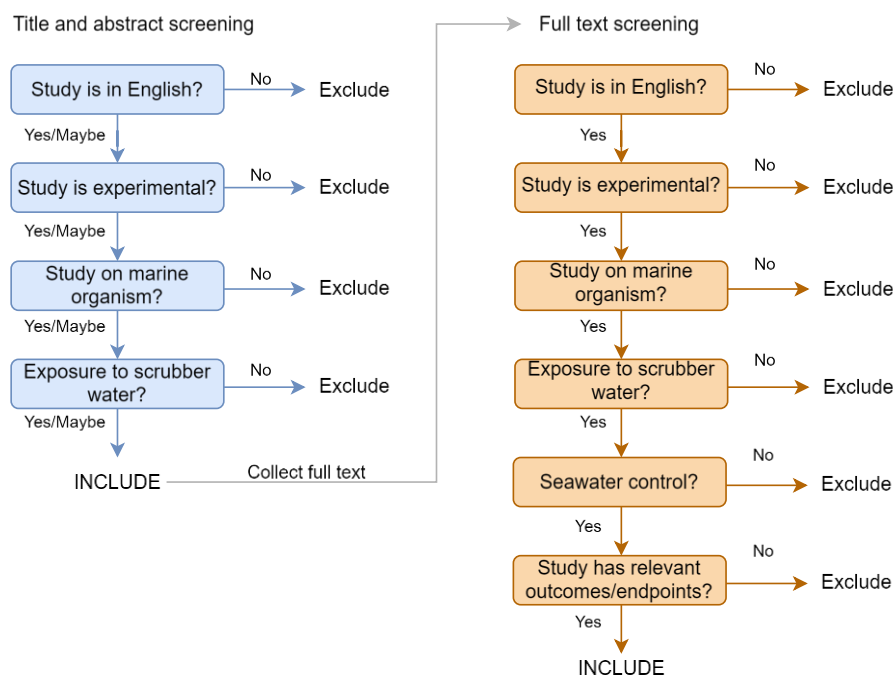 Title and abstract screening
Study is in English?
No
Exclude
Yes/Maybe
Study is experimental?
No
Exclude
Yes/Maybe
Study on marine
organism?
No
Exclude
Yes/Maybe
Exposure to scrubber
water?
No
Exclude
Yes/Maybe
INCLUDE
Collect full text
Full text screening
Study is in English?
No
Exclude
Yes
Study is experimental?
No
Exclude
Yes
Study on marine
organism?
No
Exclude
Yes
Exposure to scrubber
water?
No
Exclude
Yes
Seawater control?
No
Exclude
Yes
Study has relevant
outcomes/endpoints?
No
Exclude
Yes
INCLUDE